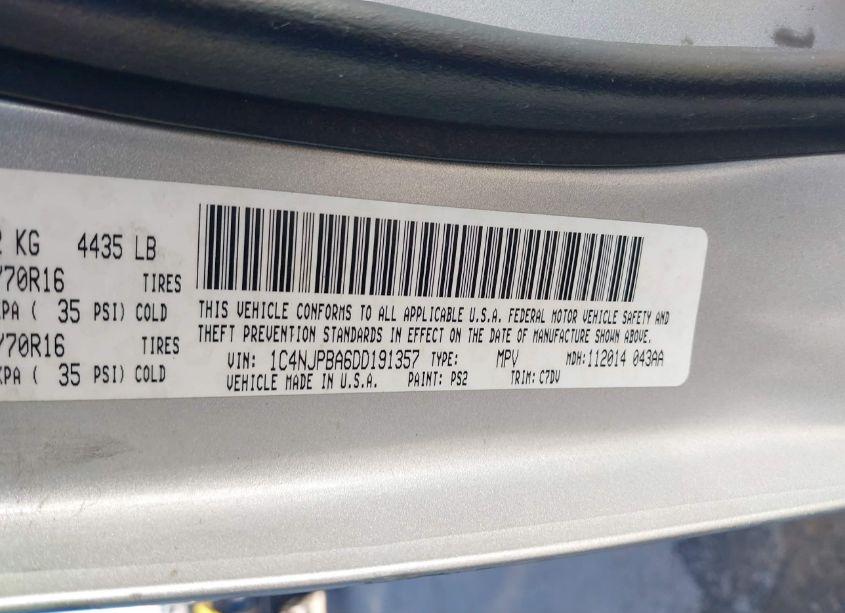 KG 4435 LB
70R16 TIRES
KPA ( 35 PSI) COLD
70R16 TIRES
KPA ( 35 PSI) COLD
THIS VEHICLE CONFORMS TO ALL APPLICABLE U.S.A. FEDERAL MOTOR VEHICLE SAFETY AND
THEFT PREVENTION STANDARDS IN EFFECT ON THE DATE OF MANUFACTURE SHOWN ABOVE.
VIN: 1C4NJPBA6DD191357 TYPE: MPV MDH:112014 043AA
VEHICLE MADE IN U.S.A. PAINT: PS2 TRIM: C7DV